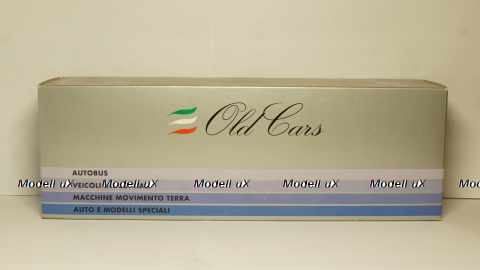 Old Cars
AUTOBUS
VEICOLI
Modell uX Modell uX Modell uX Modell uX Modell uX
MACCHINE MOVIMENTO TERRA
AUTO E MODELLI SPECIALI